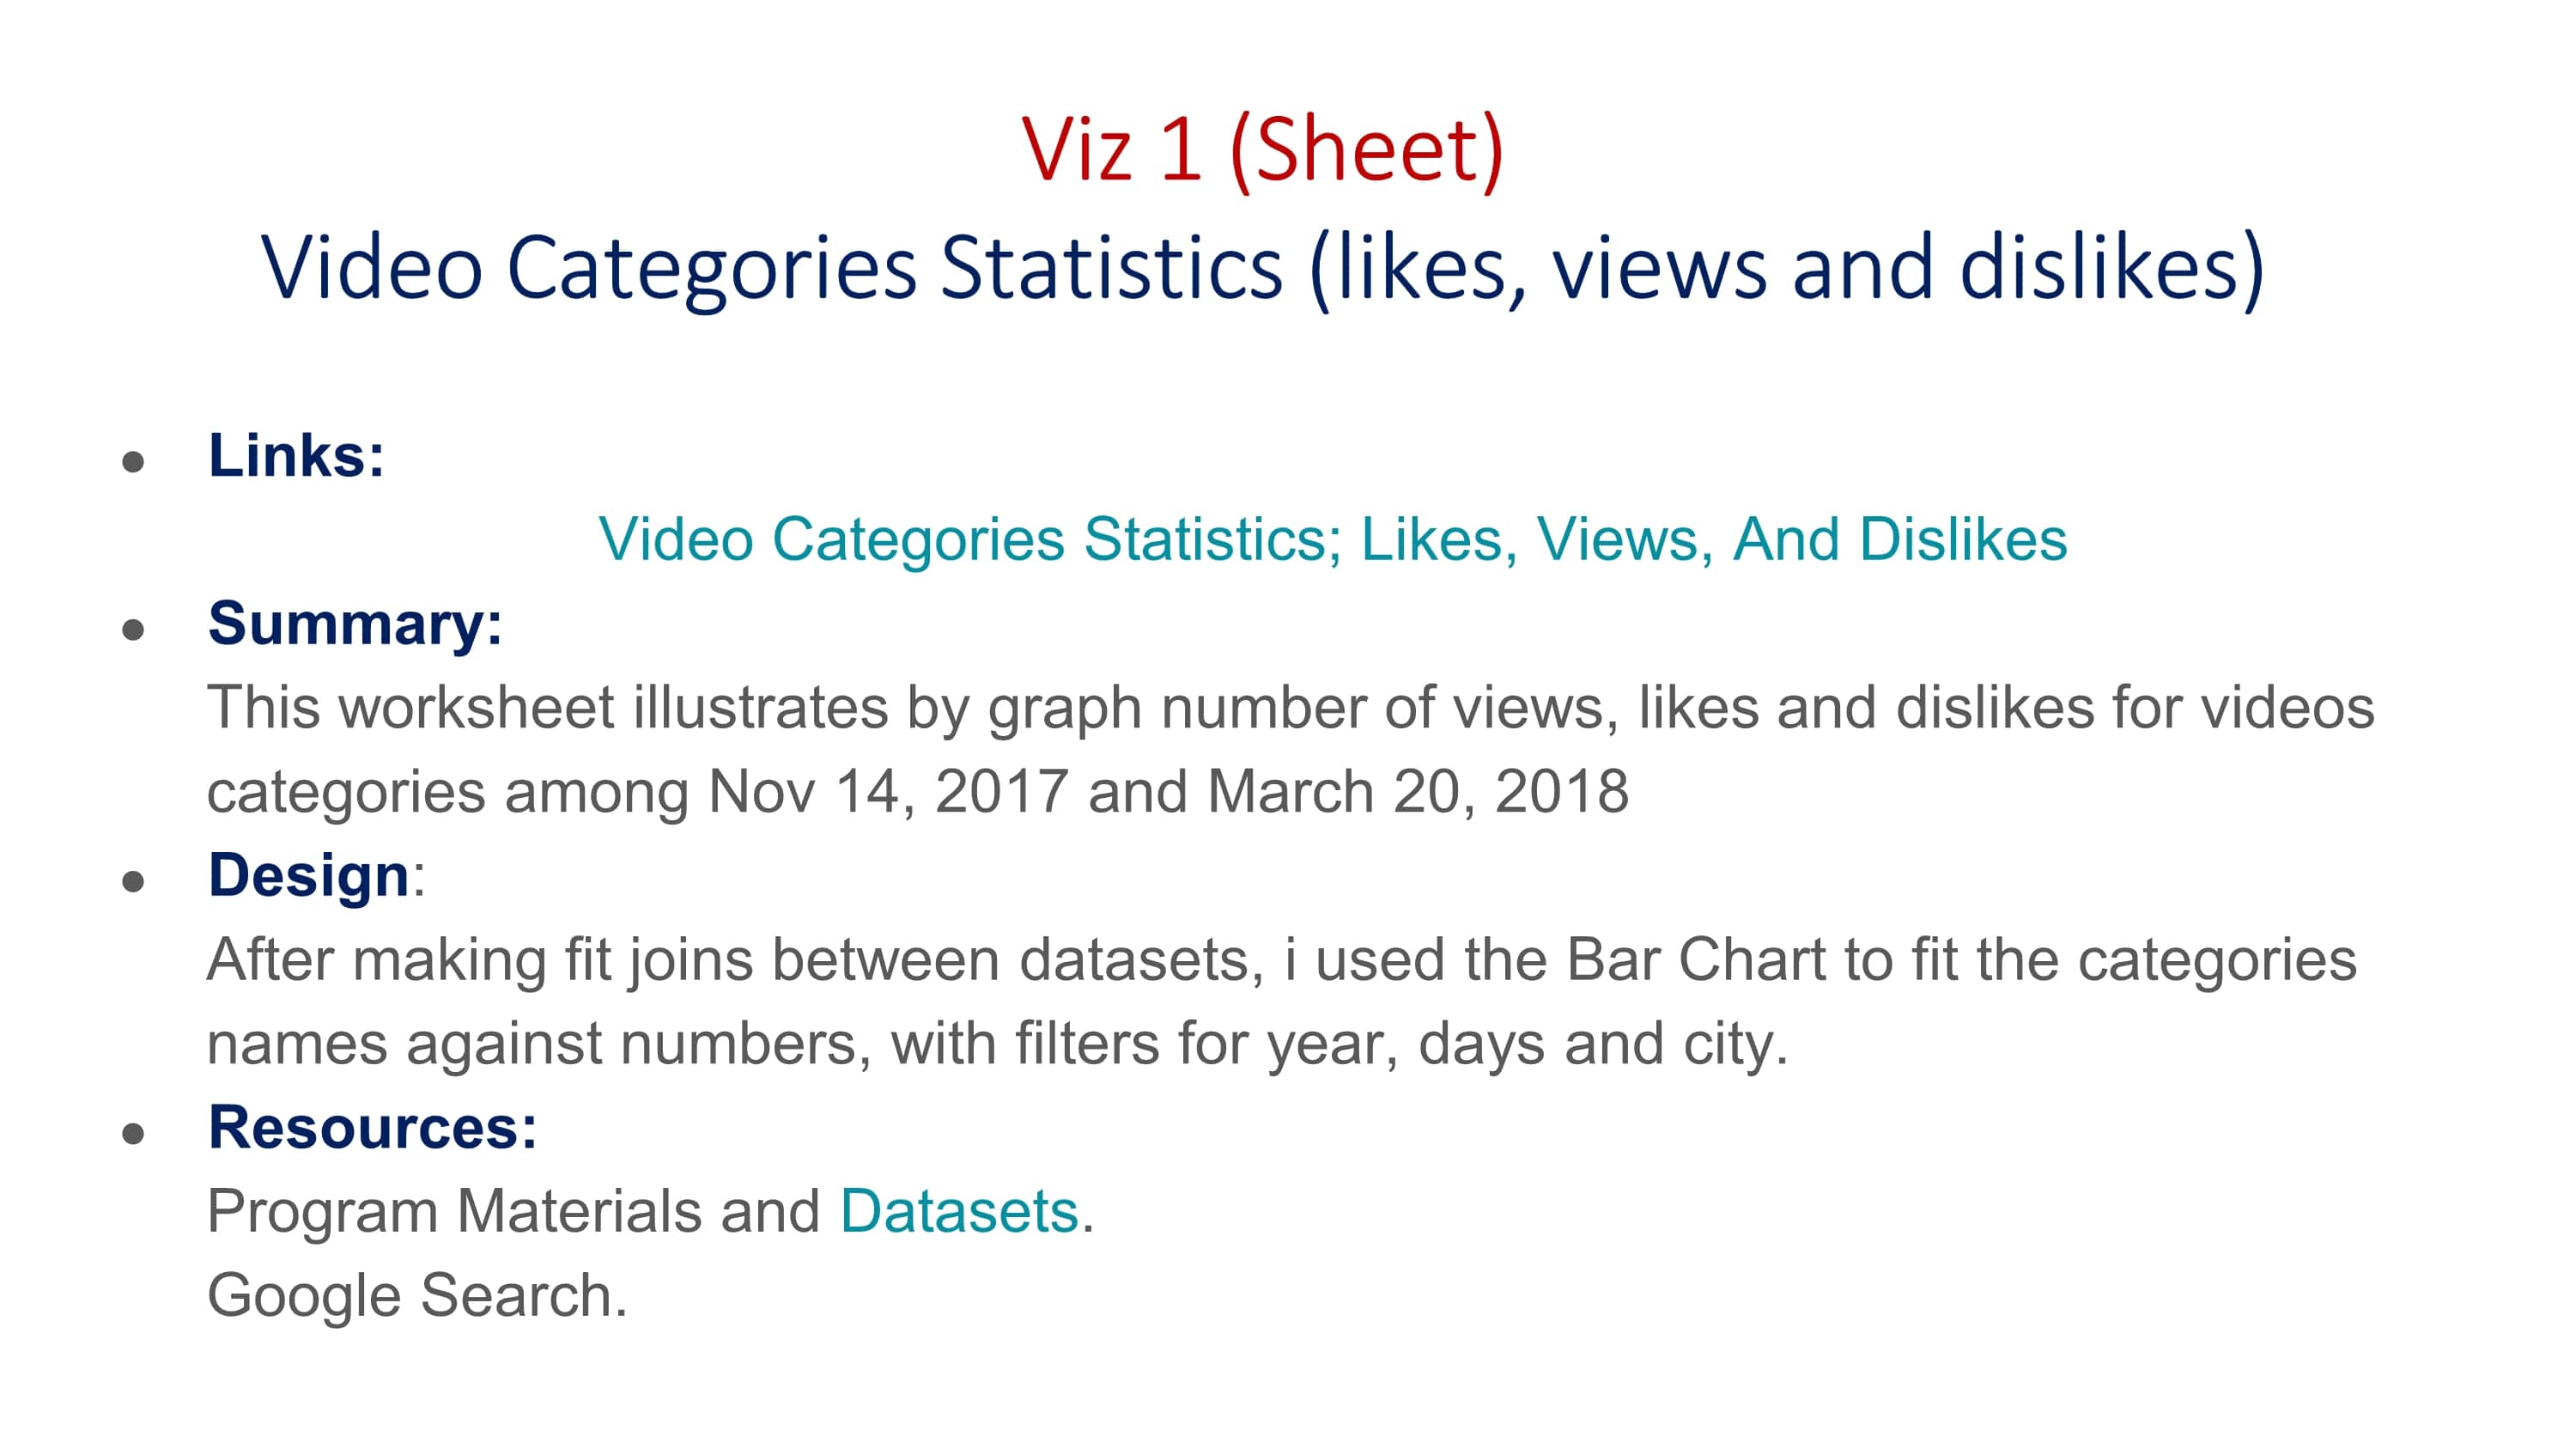 Viz 1 (Sheet)
Video Categories Statistics (likes, views and dislikes)
● Links:
Video Categories Statistics; Likes, Views, And Dislikes
● Summary:
This worksheet illustrates by graph number of views, likes and dislikes for videos
categories among Nov 14, 2017 and March 20, 2018
● Design:
After making fit joins between datasets, i used the Bar Chart to fit the categories
names against numbers, with filters for year, days and city.
● Resources:
Program Materials and Datasets.
Google Search.